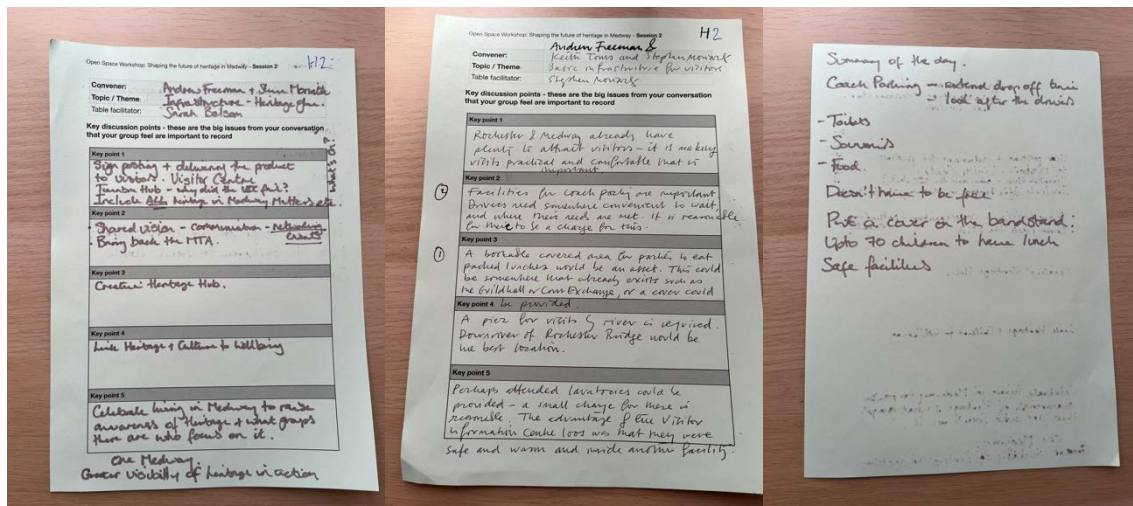 Open Space Workshop: Shaping the future of heritage in Medway - Session 2
H2
Convener: Andrew Freeman +
Topic / Theme Infrastructure - Heritage
Table facilitator: Sarah
Key discussion points - these are the big issues from your conversation
that your group feel are important to record
What's On?
Key point 1
Sign posting + delivering the product
to Visitors. Visitor Centre
Tourism Hub - why did the VIC fail?
Include ALL heritage in Medway Matters etc.
Key point 2
Shared vision - communication - networking
events
Bring back the MTA.
Key point 3
Creative Heritage Hub.
Key point 4
Link Heritage + Culture to Wellbeing
Key point 5
Celebrate living in Medway to raise
awareness of Heritage + what groups
there are who focus on it.
One Medway.
Greater visibility of heritage in action
Open Space Workshop: Shaping the future of heritage in Medway - Session 2
H2
Andrew Freeman &
Convener: Keith Toms and Stephen
Topic / Theme Basic infrastructure for visitors
Table facilitator: Stephen
Key discussion points - these are the big issues from your conversation
that your group feel are important to record
Key point 1
Rochester & Medway already have
plenty to attract visitors - it is making
visits practical and comfortable that is
important
Key point 2
② Facilities for coach parking are important
Drivers need somewhere convenient to wait
and where their needs are met. It is reasonable
for there to be a charge for this.
Key point 3
① A bookable covered area for parties to eat
packed lunches would be an asset. This could
be somewhere that already exists such as
the Guildhall or Corn Exchange, or a cover could
Key point 4 be provided.
A pier for visits by river is required.
Downriver of Rochester Bridge would be
the best location.
Key point 5
Perhaps attended lavatories could be
provided - a small charge for these is
reasonable. The advantage of the Visitor
Information Centre loos was that they were
safe and warm and inside another facility.
Summary of the day.
Coach Parking - extend drop off time
- look after the drivers
- Toilets
- Souvenirs
- Food.
Doesn't have to be free
Put a cover on the bandstand.
Upto 70 children to have lunch
Safe facilities